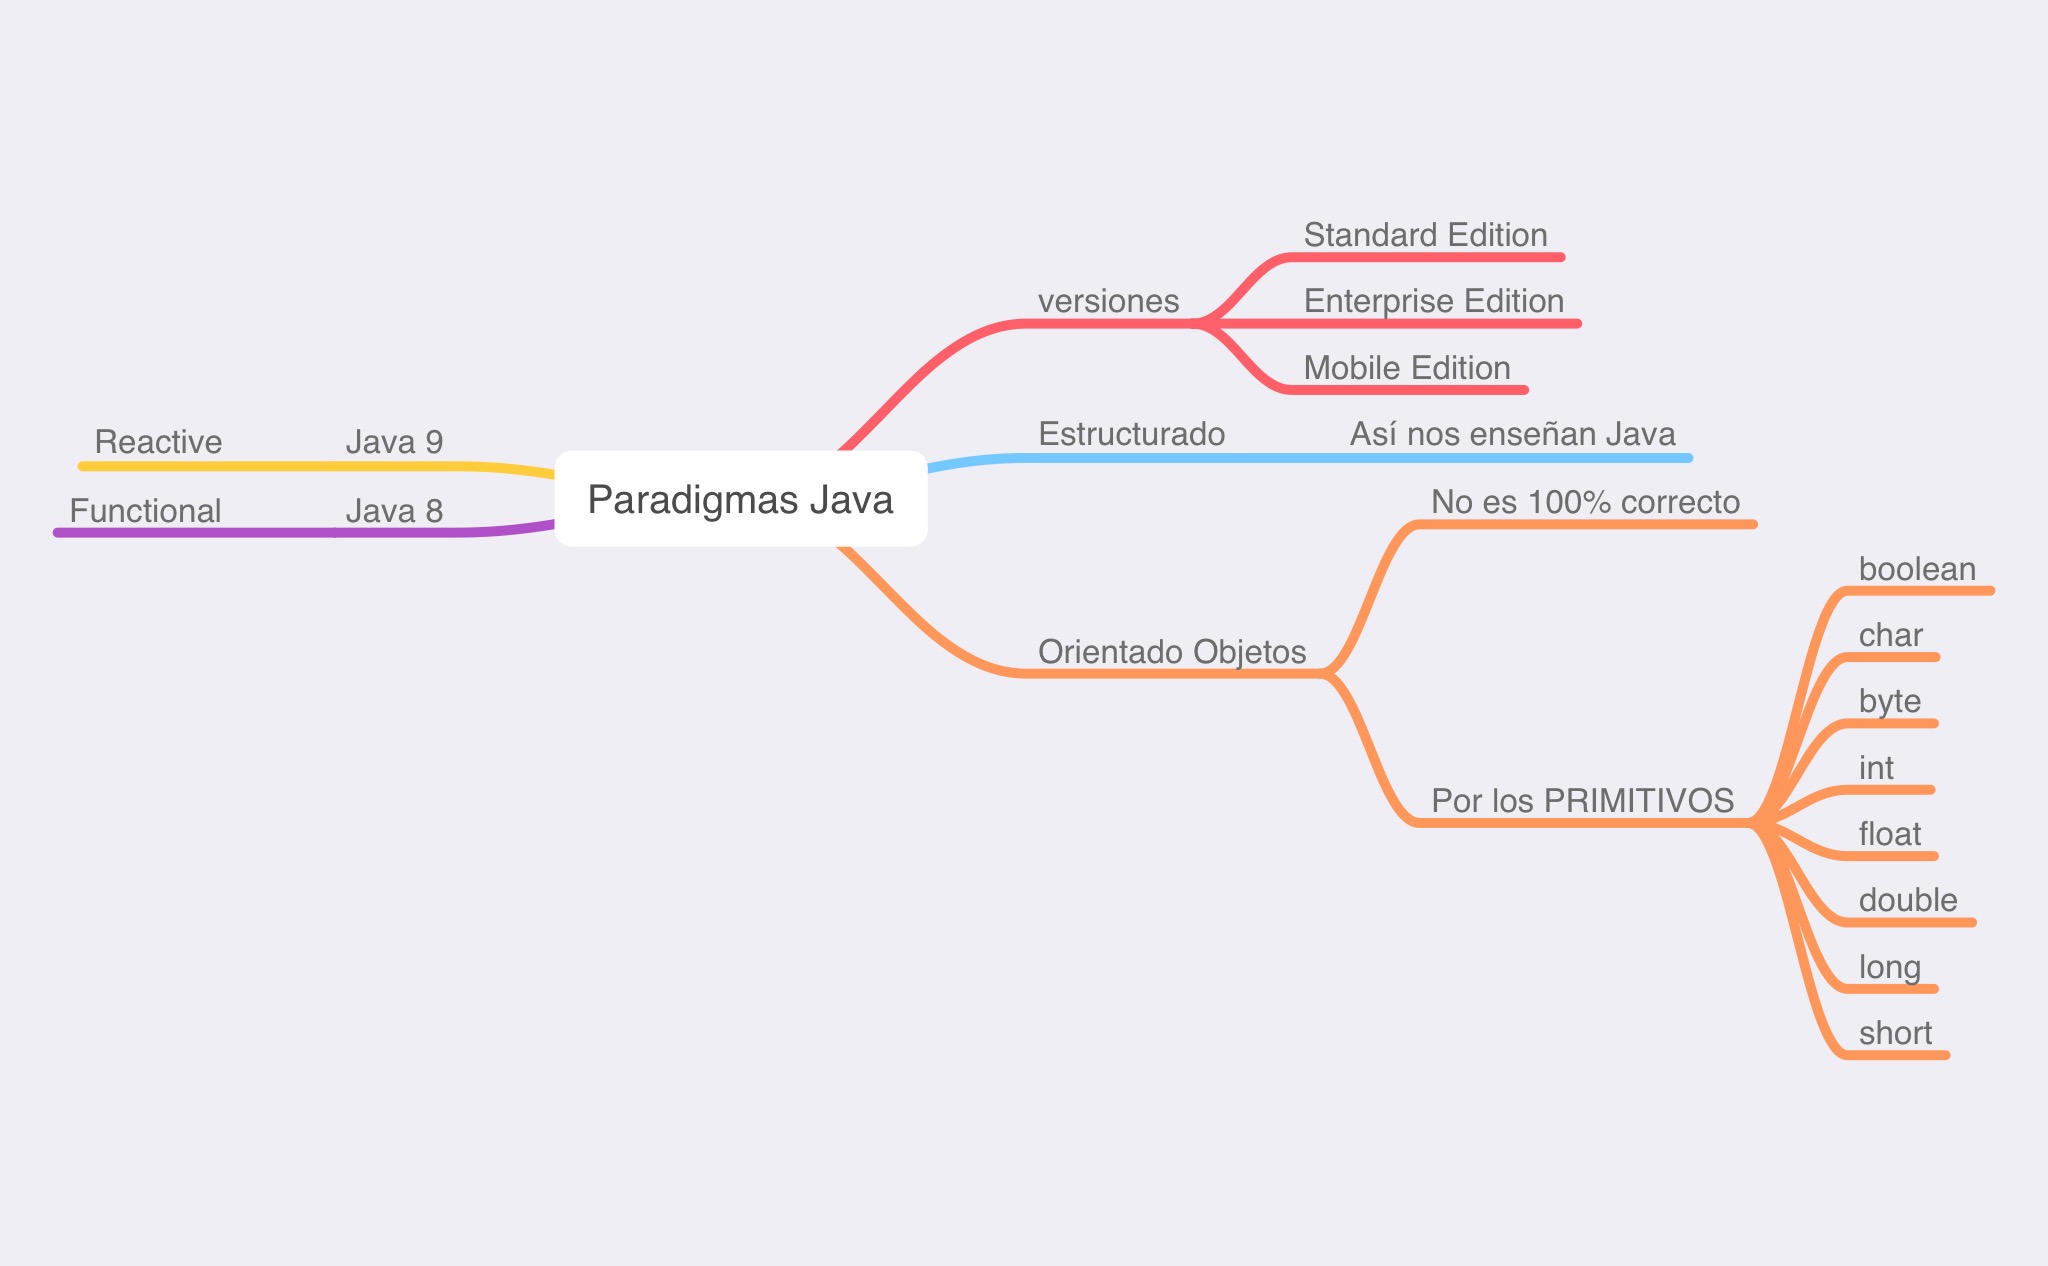 Paradigmas Java
versiones
Standard Edition
Enterprise Edition
Mobile Edition
Estructurado
Así nos enseñan Java
Orientado Objetos
No es 100% correcto
Por los PRIMITIVOS
boolean
char
byte
int
float
double
long
short
Java 9
Reactive
Java 8
Functional